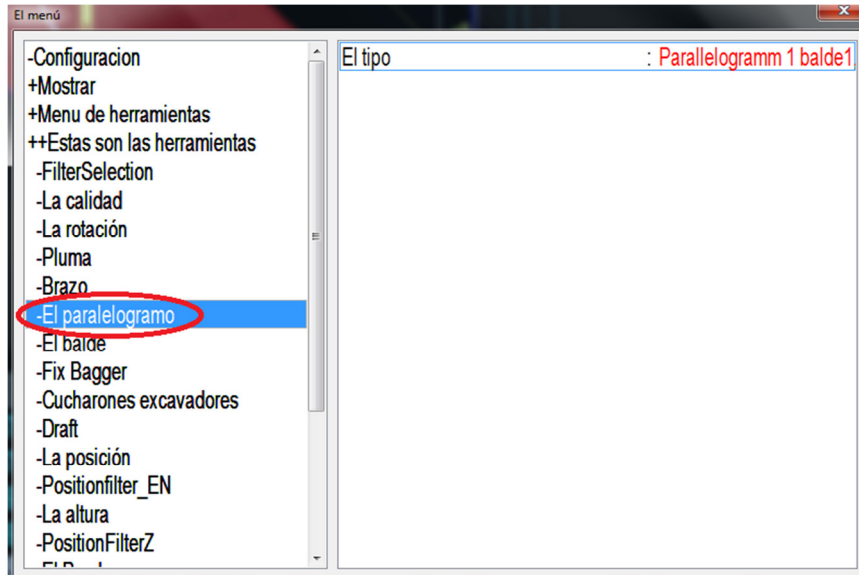 El menú
-Configuracion
+Mostrar
+Menu de herramientas
++Estas son las herramientas
-FilterSelection
-La calidad
-La rotación
-Pluma
-Brazo
-El paralelogramo
-El balde
-Fix Bagger
-Cucharones excavadores
-Draft
-La posición
-Positionfilter_EN
-La altura
-PositionFilterZ
El tipo : Parallelogramm 1 balde1